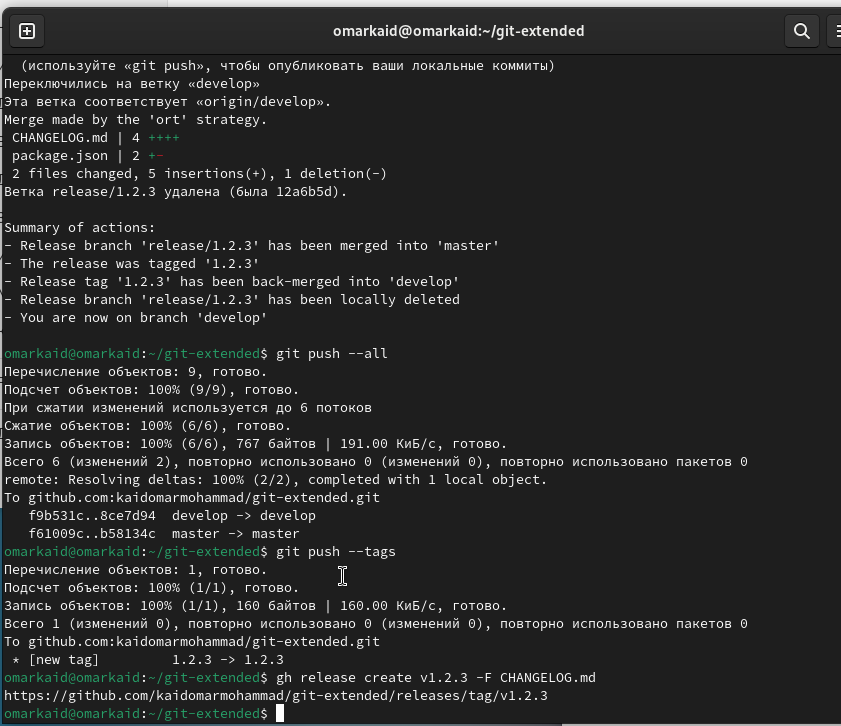 omarkaid@omarkaid:~/git-extended
(используйте «git push», чтобы опубликовать ваши локальные коммиты)
Переключились на ветку «develop»
Эта ветка соответствует «origin/develop».
Merge made by the 'ort' strategy.
CHANGELOG.md | 4 ++++
package.json | 2 +-
2 files changed, 5 insertions(+), 1 deletion(-)
Ветка release/1.2.3 удалена (была 12a6b5d).
Summary of actions:
- Release branch 'release/1.2.3' has been merged into 'master'
- The release was tagged '1.2.3'
- Release tag '1.2.3' has been back-merged into 'develop'
- Release branch 'release/1.2.3' has been locally deleted
- You are now on branch 'develop'
omarkaid@omarkaid:~/git-extended$ git push --all
Перечисление объектов: 9, готово.
Подсчет объектов: 100% (9/9), готово.
При сжатии изменений используется до 6 потоков
Сжатие объектов: 100% (6/6), готово.
Запись объектов: 100% (6/6), 767 байтов | 191.00 КиБ/с, готово.
Всего 6 (изменений 2), повторно использовано 0 (изменений 0), повторно использовано пакетов 0
remote: Resolving deltas: 100% (2/2), completed with 1 local object.
To github.com:kaidomarmohammad/git-extended.git
f9b531c..8ce7d94  develop -> develop
f61009c..b58134c  master -> master
omarkaid@omarkaid:~/git-extended$ git push --tags
Перечисление объектов: 1, готово.
Подсчет объектов: 100% (1/1), готово.
Запись объектов: 100% (1/1), 160 байтов | 160.00 КиБ/с, готово.
Всего 1 (изменений 0), повторно использовано 0 (изменений 0), повторно использовано пакетов 0
To github.com:kaidomarmohammad/git-extended.git
* [new tag]         1.2.3 -> 1.2.3
omarkaid@omarkaid:~/git-extended$ gh release create v1.2.3 -F CHANGELOG.md
https://github.com/kaidomarmohammad/git-extended/releases/tag/v1.2.3
omarkaid@omarkaid:~/git-extended$